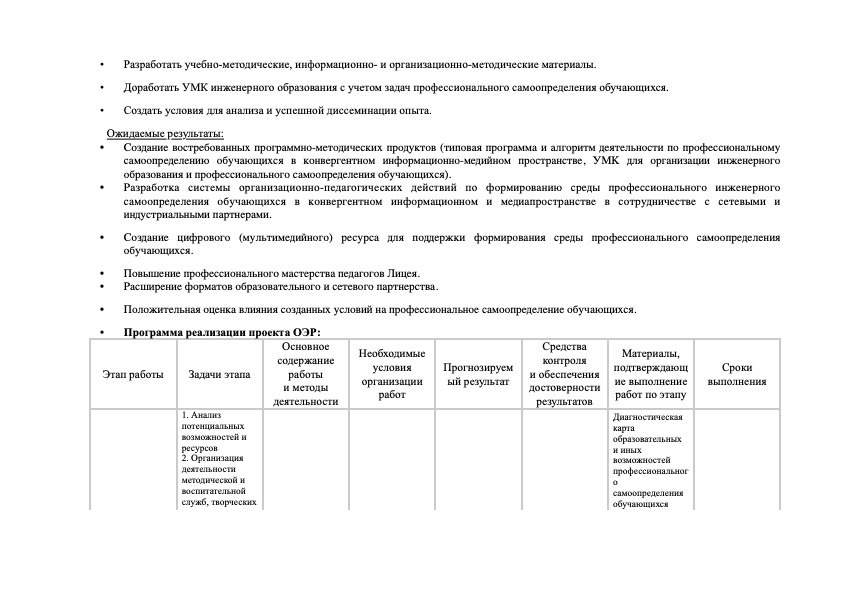 • Разработать учебно-методические, информационно- и организационно-методические материалы.
• Доработать УМК инженерного образования с учетом задач профессионального самоопределения обучающихся.
• Создать условия для анализа и успешной диссеминации опыта.
Ожидаемые результаты:
• Создание востребованных программно-методических продуктов (типовая программа и алгоритм деятельности по профессиональному
самоопределению обучающихся в конвергентном информационно-медийном пространстве, УМК для организации инженерного
образования и профессионального самоопределения обучающихся).
• Разработка системы организационно-педагогических действий по формированию среды профессионального инженерного
самоопределения обучающихся в конвергентном информационном и медиапространстве в сотрудничестве с сетевыми и
индустриальными партнерами.
• Создание цифрового (мультимедийного) ресурса для поддержки формирования среды профессионального самоопределения
обучающихся.
• Повышение профессионального мастерства педагогов Лицея.
• Расширение форматов образовательного и сетевого партнерства.
• Положительная оценка влияния созданных условий на профессиональное самоопределение обучающихся.
• Программа реализации проекта ОЭР:
Этап работы
Задачи этапа
Основное
содержание
работы
и методы
деятельности
Необходимые
условия
организации
работ
Прогнозируем
ый результат
Средства
контроля
и обеспечения
достоверности
результатов
Материалы,
подтверждающ
ие выполнение
работ по этапу
Сроки
выполнения
1. Анализ
потенциальных
возможностей и
ресурсов
2. Организация
деятельности
методической и
воспитательной
служб, творческих
Диагностическая
карта
образовательных
и иных
возможностей
профессиональног
о
самоопределения
обучающихся